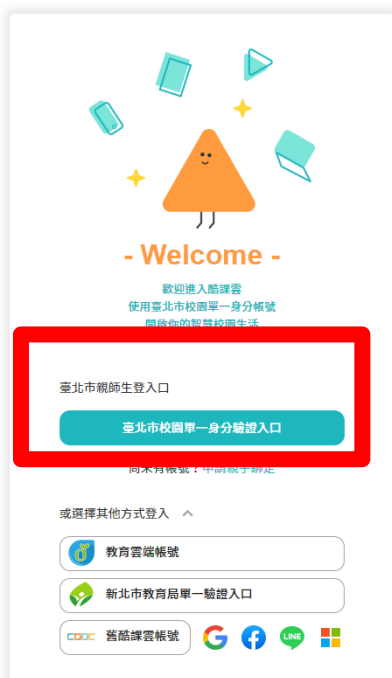 - Welcome -
歡迎進入酷課雲
使用臺北市校園單一身分帳號
開啟你的智慧校園生活
臺北市親師生登入口
臺北市校園單一身分驗證入口
尚未有帳號？申請親子綁定
或選擇其他方式登入
教育雲端帳號
新北市教育局單一驗證入口
COOC 舊酷課雲帳號
LINE